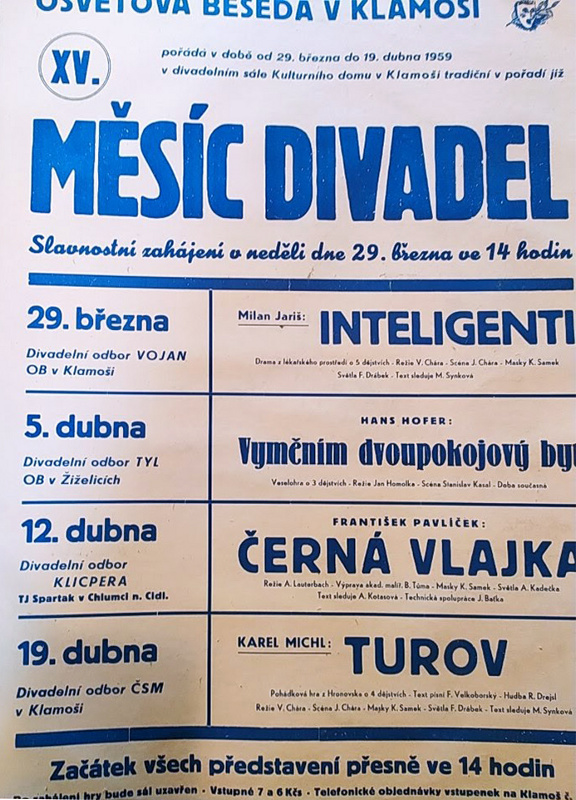 OSVĚTOVÁ BESEDA V KLAMOŠI
XV.
pořádá v době od 29. března do 19. dubna 1959
v divadelním sále Kulturního domu v Klamoši tradiční v pořadí již
MĚSÍC DIVADEL
Slavnostní zahájení v neděli dne 29. března ve 14 hodin
29. března
Divadelní odbor VOJAN
OB v Klamoši
Milan Jariš:
INTELIGENTI
Drama z lékařského prostředí o 5 dějstvích - Režie V. Chára - Scéna J. Chára - Masky K. Samek
Světla F. Drábek - Text sleduje M. Synková
5. dubna
Divadelní odbor TYL
OB v Žíželicích
HANS HOFER:
Vyměním dvoupokojový byt
Veselohra o 3 dějstvích - Režie Jan Homolka - Scéna Stanislav Kasal - Doba současná
12. dubna
Divadelní odbor
KLICPERA
TJ Spartak v Chlumci n. Cidl.
FRANTIŠEK PAVLÍČEK:
ČERNÁ VLAJKA
Režie A. Lauterbach - Výprava akad. malíř. B. Tůma - Masky K. Samek - Světla A. Kadečka
Text sleduje A. Kotasová - Technická spolupráce J. Baťka
19. dubna
Divadelní odbor ČSM
v Klamoši
KAREL MICHL:
TUROV
Pohádková hra z Hronovska o 4 dějstvích - Text písní F. Velkoborský - Hudba R. Drejsl
Režie V. Chára - Scéna J. Chára - Masky K. Samek - Světla F. Drábek - Text sleduje M. Synková
Začátek všech představení přesně ve 14 hodin
Po zahájení hry bude sál uzavřen - Vstupné 7 a 6 Kčs - Telefonické objednávky vstupenek na Klamoš č.